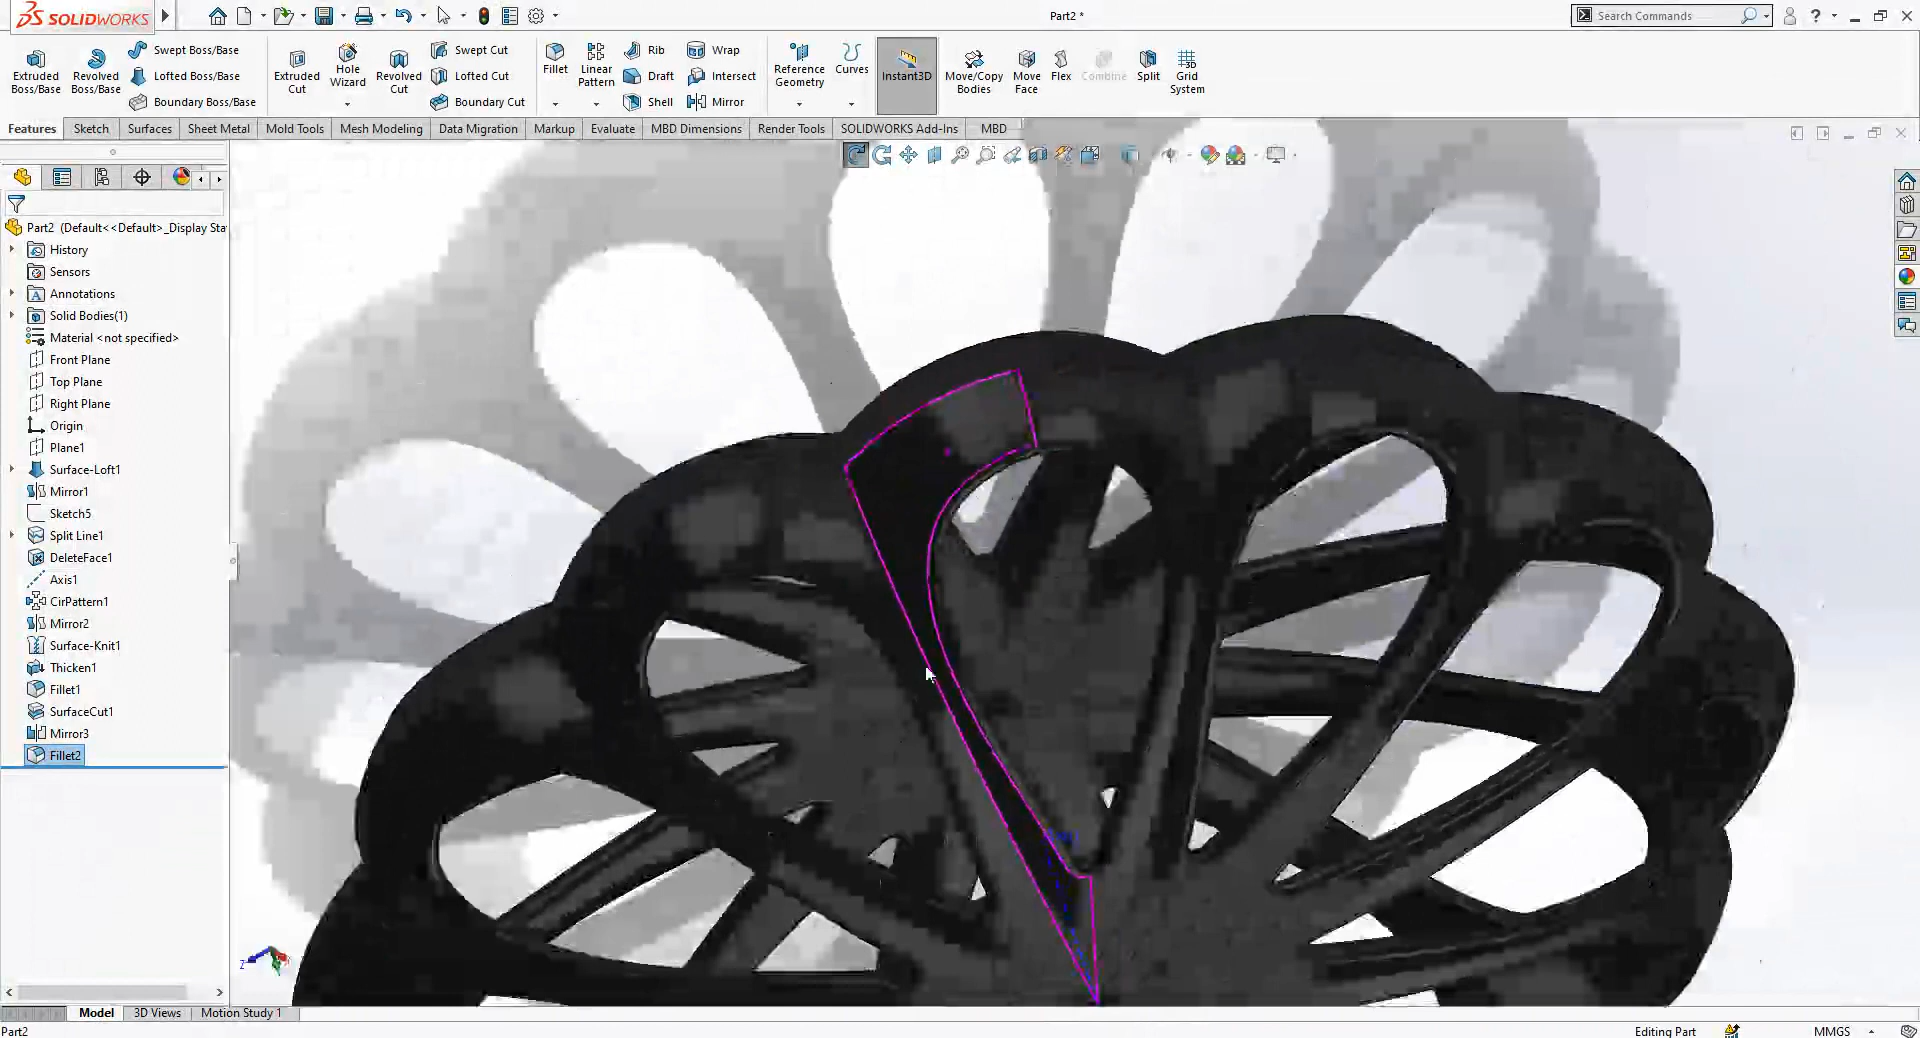 SOLIDWORKS
Part2 *
Search Commands
Extruded Boss/Base
Revolved Boss/Base
Swept Boss/Base
Lofted Boss/Base
Boundary Boss/Base
Extruded Cut
Hole Wizard
Revolved Cut
Swept Cut
Lofted Cut
Boundary Cut
Fillet
Linear Pattern
Rib
Draft
Shell
Wrap
Intersect
Mirror
Reference Geometry
Curves
Instant3D
Move/Copy Bodies
Move Face
Flex
Combine
Split
Grid System
Features
Sketch
Surfaces
Sheet Metal
Mold Tools
Mesh Modeling
Data Migration
Markup
Evaluate
MBD Dimensions
Render Tools
SOLIDWORKS Add-Ins
MBD
Part2 (Default<<Default>_Display Sta
History
Sensors
Annotations
Solid Bodies(1)
Material <not specified>
Front Plane
Top Plane
Right Plane
Origin
Plane1
Surface-Loft1
Mirror1
Sketch5
Split Line1
DeleteFace1
Axis1
CirPattern1
Mirror2
Surface-Knit1
Thicken1
Fillet1
SurfaceCut1
Mirror3
Fillet2
Z
Model
3D Views
Motion Study 1
Part2
Editing Part
MMGS